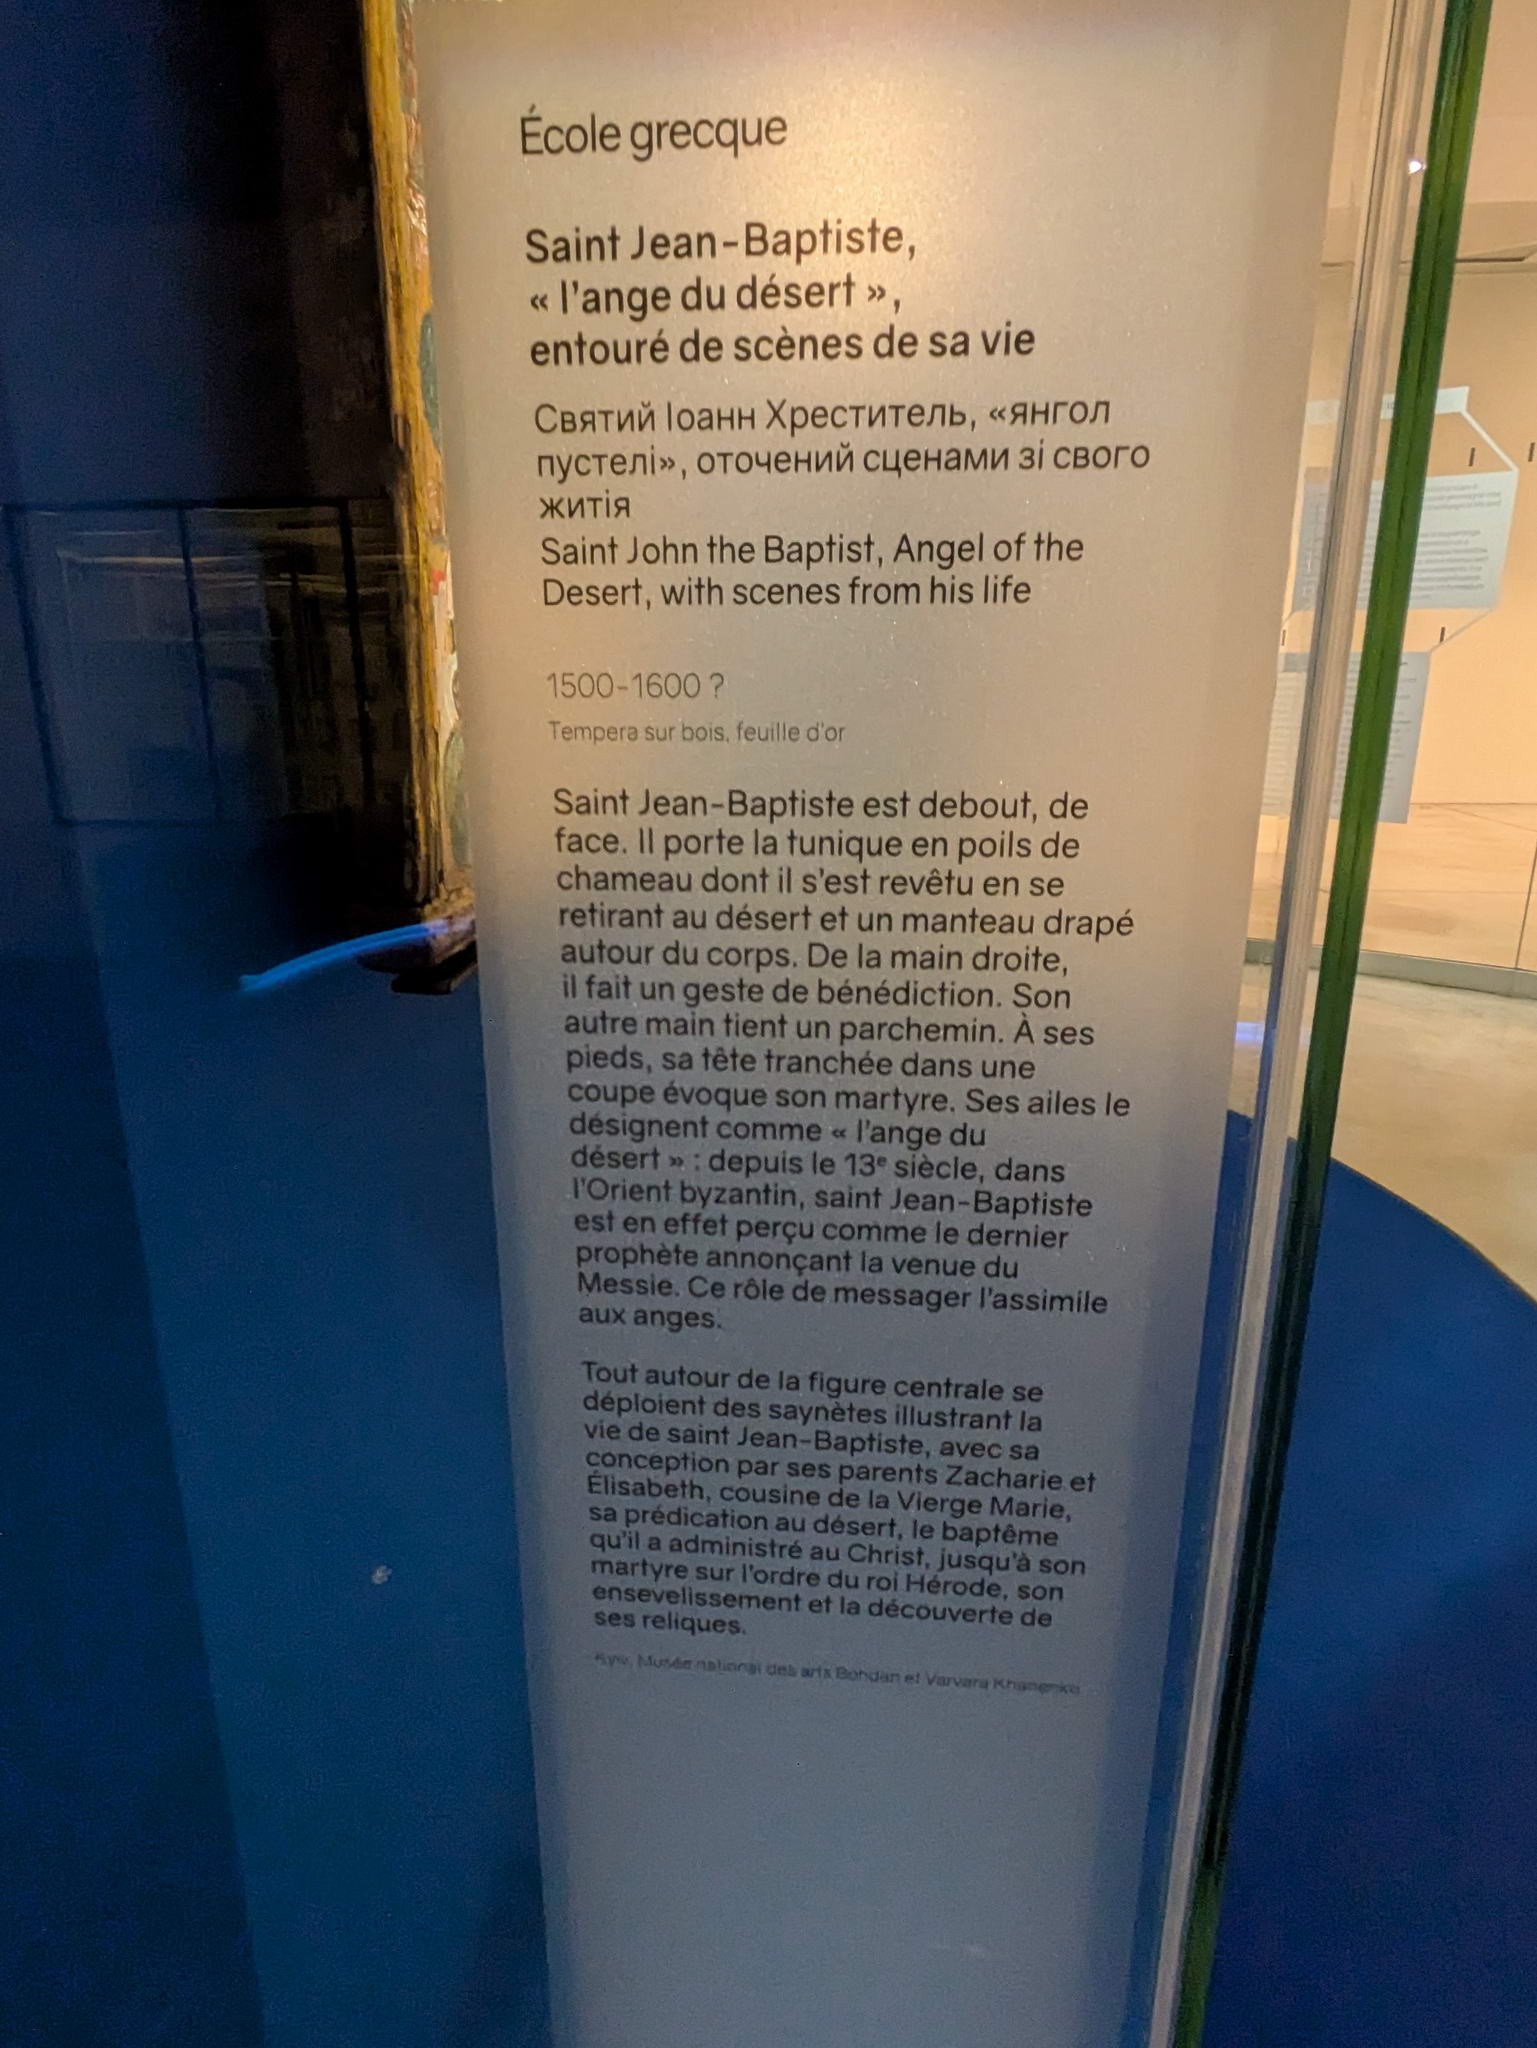 École grecque
Saint Jean-Baptiste,
« l'ange du désert »,
entouré de scènes de sa vie
Святий Іоанн Хреститель, «янгол
пустелі», оточений сценами зі свого
житія
Saint John the Baptist, Angel of the
Desert, with scenes from his life
1500-1600 ?
Tempera sur bois, feuille d'or
Saint Jean-Baptiste est debout, de
face. Il porte la tunique en poils de
chameau dont il s'est revêtu en se
retirant au désert et un manteau drapé
autour du corps. De la main droite,
il fait un geste de bénédiction. Son
autre main tient un parchemin. À ses
pieds, sa tête tranchée dans une
coupe évoque son martyre. Ses ailes le
désignent comme « l'ange du
désert » : depuis le 13e siècle, dans
l'Orient byzantin, saint Jean-Baptiste
est en effet perçu comme le dernier
prophète annonçant la venue du
Messie. Ce rôle de messager l'assimile
aux anges.
Tout autour de la figure centrale se
déploient des saynètes illustrant la
vie de saint Jean-Baptiste, avec sa
conception par ses parents Zacharie et
Élisabeth, cousine de la Vierge Marie,
sa prédication au désert, le baptême
qu'il a administré au Christ, jusqu'à son
martyre sur l'ordre du roi Hérode, son
ensevelissement et la découverte de
ses reliques.
Kyiv, Musée national des arts Bohdan et Varvara Khanenko